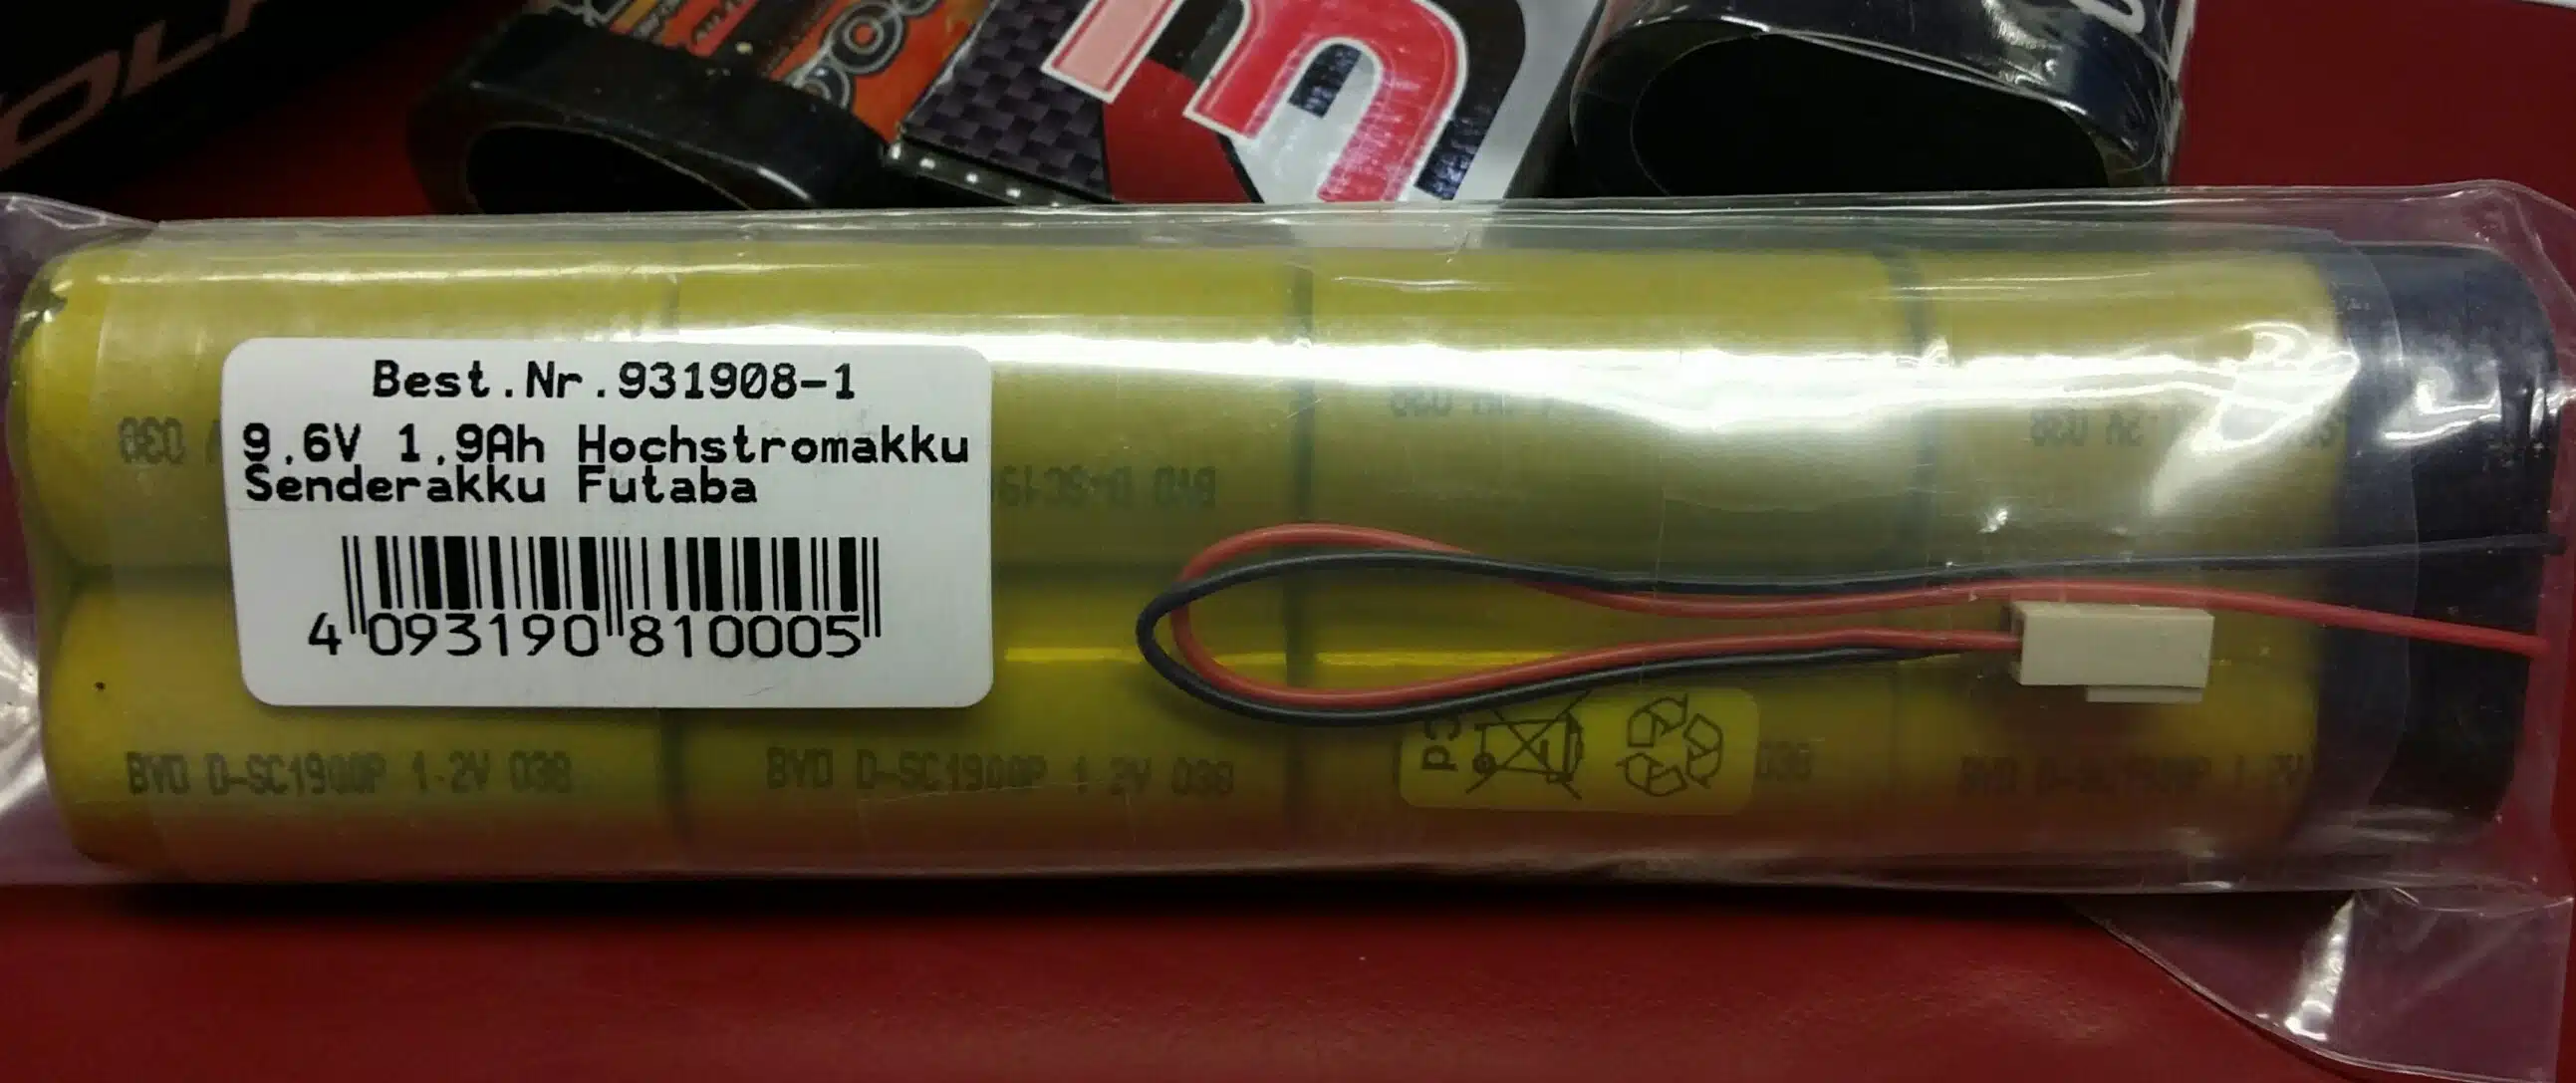 Best.Nr.931908-1
9.6V 1.9Ah Hochstromakku
Senderakku Futaba
4 093190 810005
BYD D-SC1900P 1.2V 038
BYD D-SC1900P 1.2V 038
038